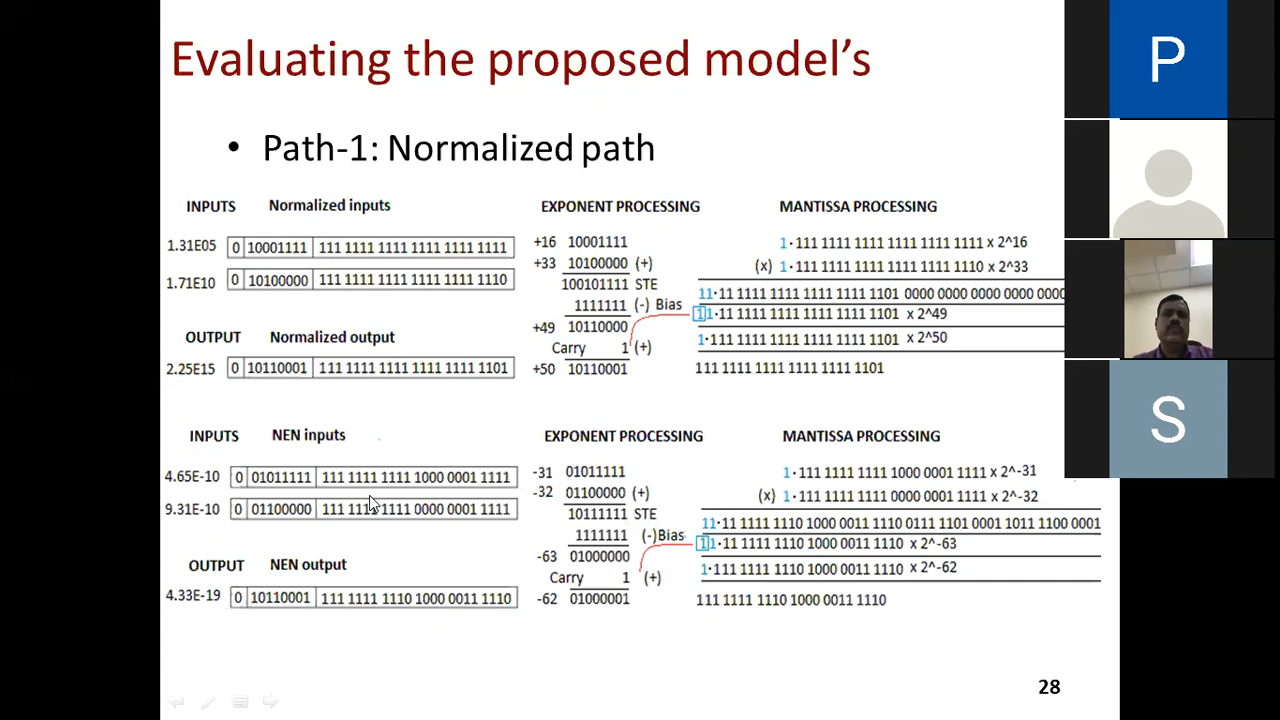 Evaluating the proposed model’s
• Path-1: Normalized path
INPUTS Normalized inputs EXPONENT PROCESSING MANTISSA PROCESSING
1.31E05 0 10001111 111 1111 1111 1111 1111 1111
1.71E10 0 10100000 111 1111 1111 1111 1111 1110
OUTPUT Normalized output
2.25E15 0 10110001 111 1111 1111 1111 1111 1101
+16 10001111
+33 10100000 (+)
100101111 STE
1111111 (-) Bias
+49 10110000
Carry 1 (+)
+50 10110001
1·111 1111 1111 1111 1111 1111 x 2^16
(x) 1·111 1111 1111 1111 1111 1110 x 2^33
11·11 1111 1111 1111 1111 1101 0000 0000 0000 0000 0000
11·11 1111 1111 1111 1111 1101 x 2^49
1·11 1111 1111 1111 1111 1101 x 2^50
111 1111 1111 1111 1111 1101
INPUTS NEN inputs EXPONENT PROCESSING MANTISSA PROCESSING
4.65E-10 0 01011111 111 1111 1111 1000 0001 1111
9.31E-10 0 01100000 111 1111 1111 0000 0001 1111
OUTPUT NEN output
4.33E-19 0 10110001 111 1111 1110 1000 0011 1110
-31 01011111
-32 01100000 (+)
10111111 STE
1111111 (-)Bias
-63 01000000
Carry 1 (+)
-62 01000001
1·111 1111 1111 1000 0001 1111 x 2^-31
(x) 1·111 1111 1111 0000 0001 1111 x 2^-32
11·11 1111 1110 1000 0011 1110 0111 1101 0001 1011 1100 0001
11·11 1111 1110 1000 0011 1110 x 2^-63
1·11 1111 1110 1000 0011 1110 x 2^-62
111 1111 1110 1000 0011 1110
28
P
S